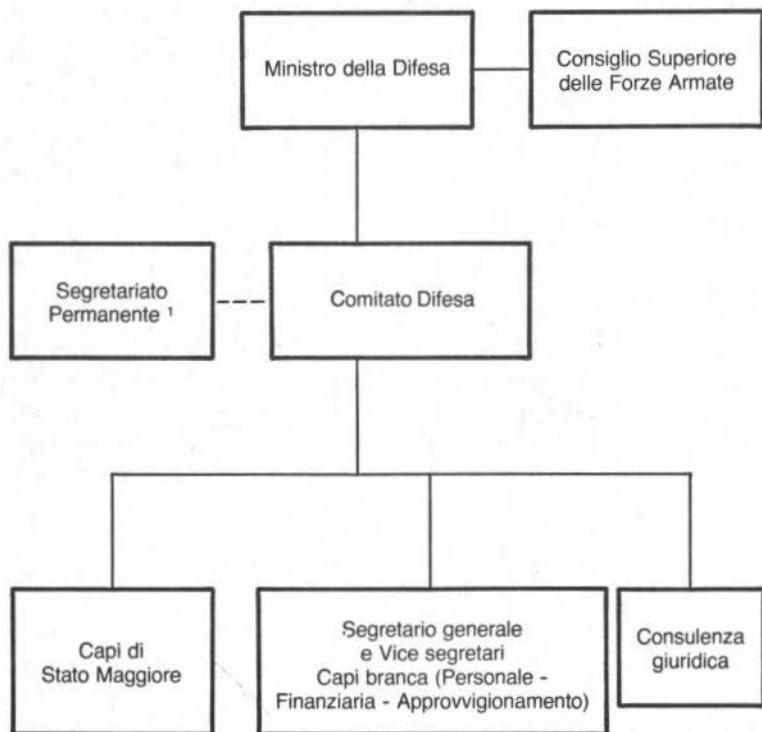 Ministro della Difesa
Consiglio Superiore
delle Forze Armate
Segretariato
Permanente ¹
Comitato Difesa
Capi di
Stato Maggiore
Segretario generale
e Vice segretari
Capi branca (Personale -
Finanziaria - Approvvigionamento)
Consulenza
giuridica